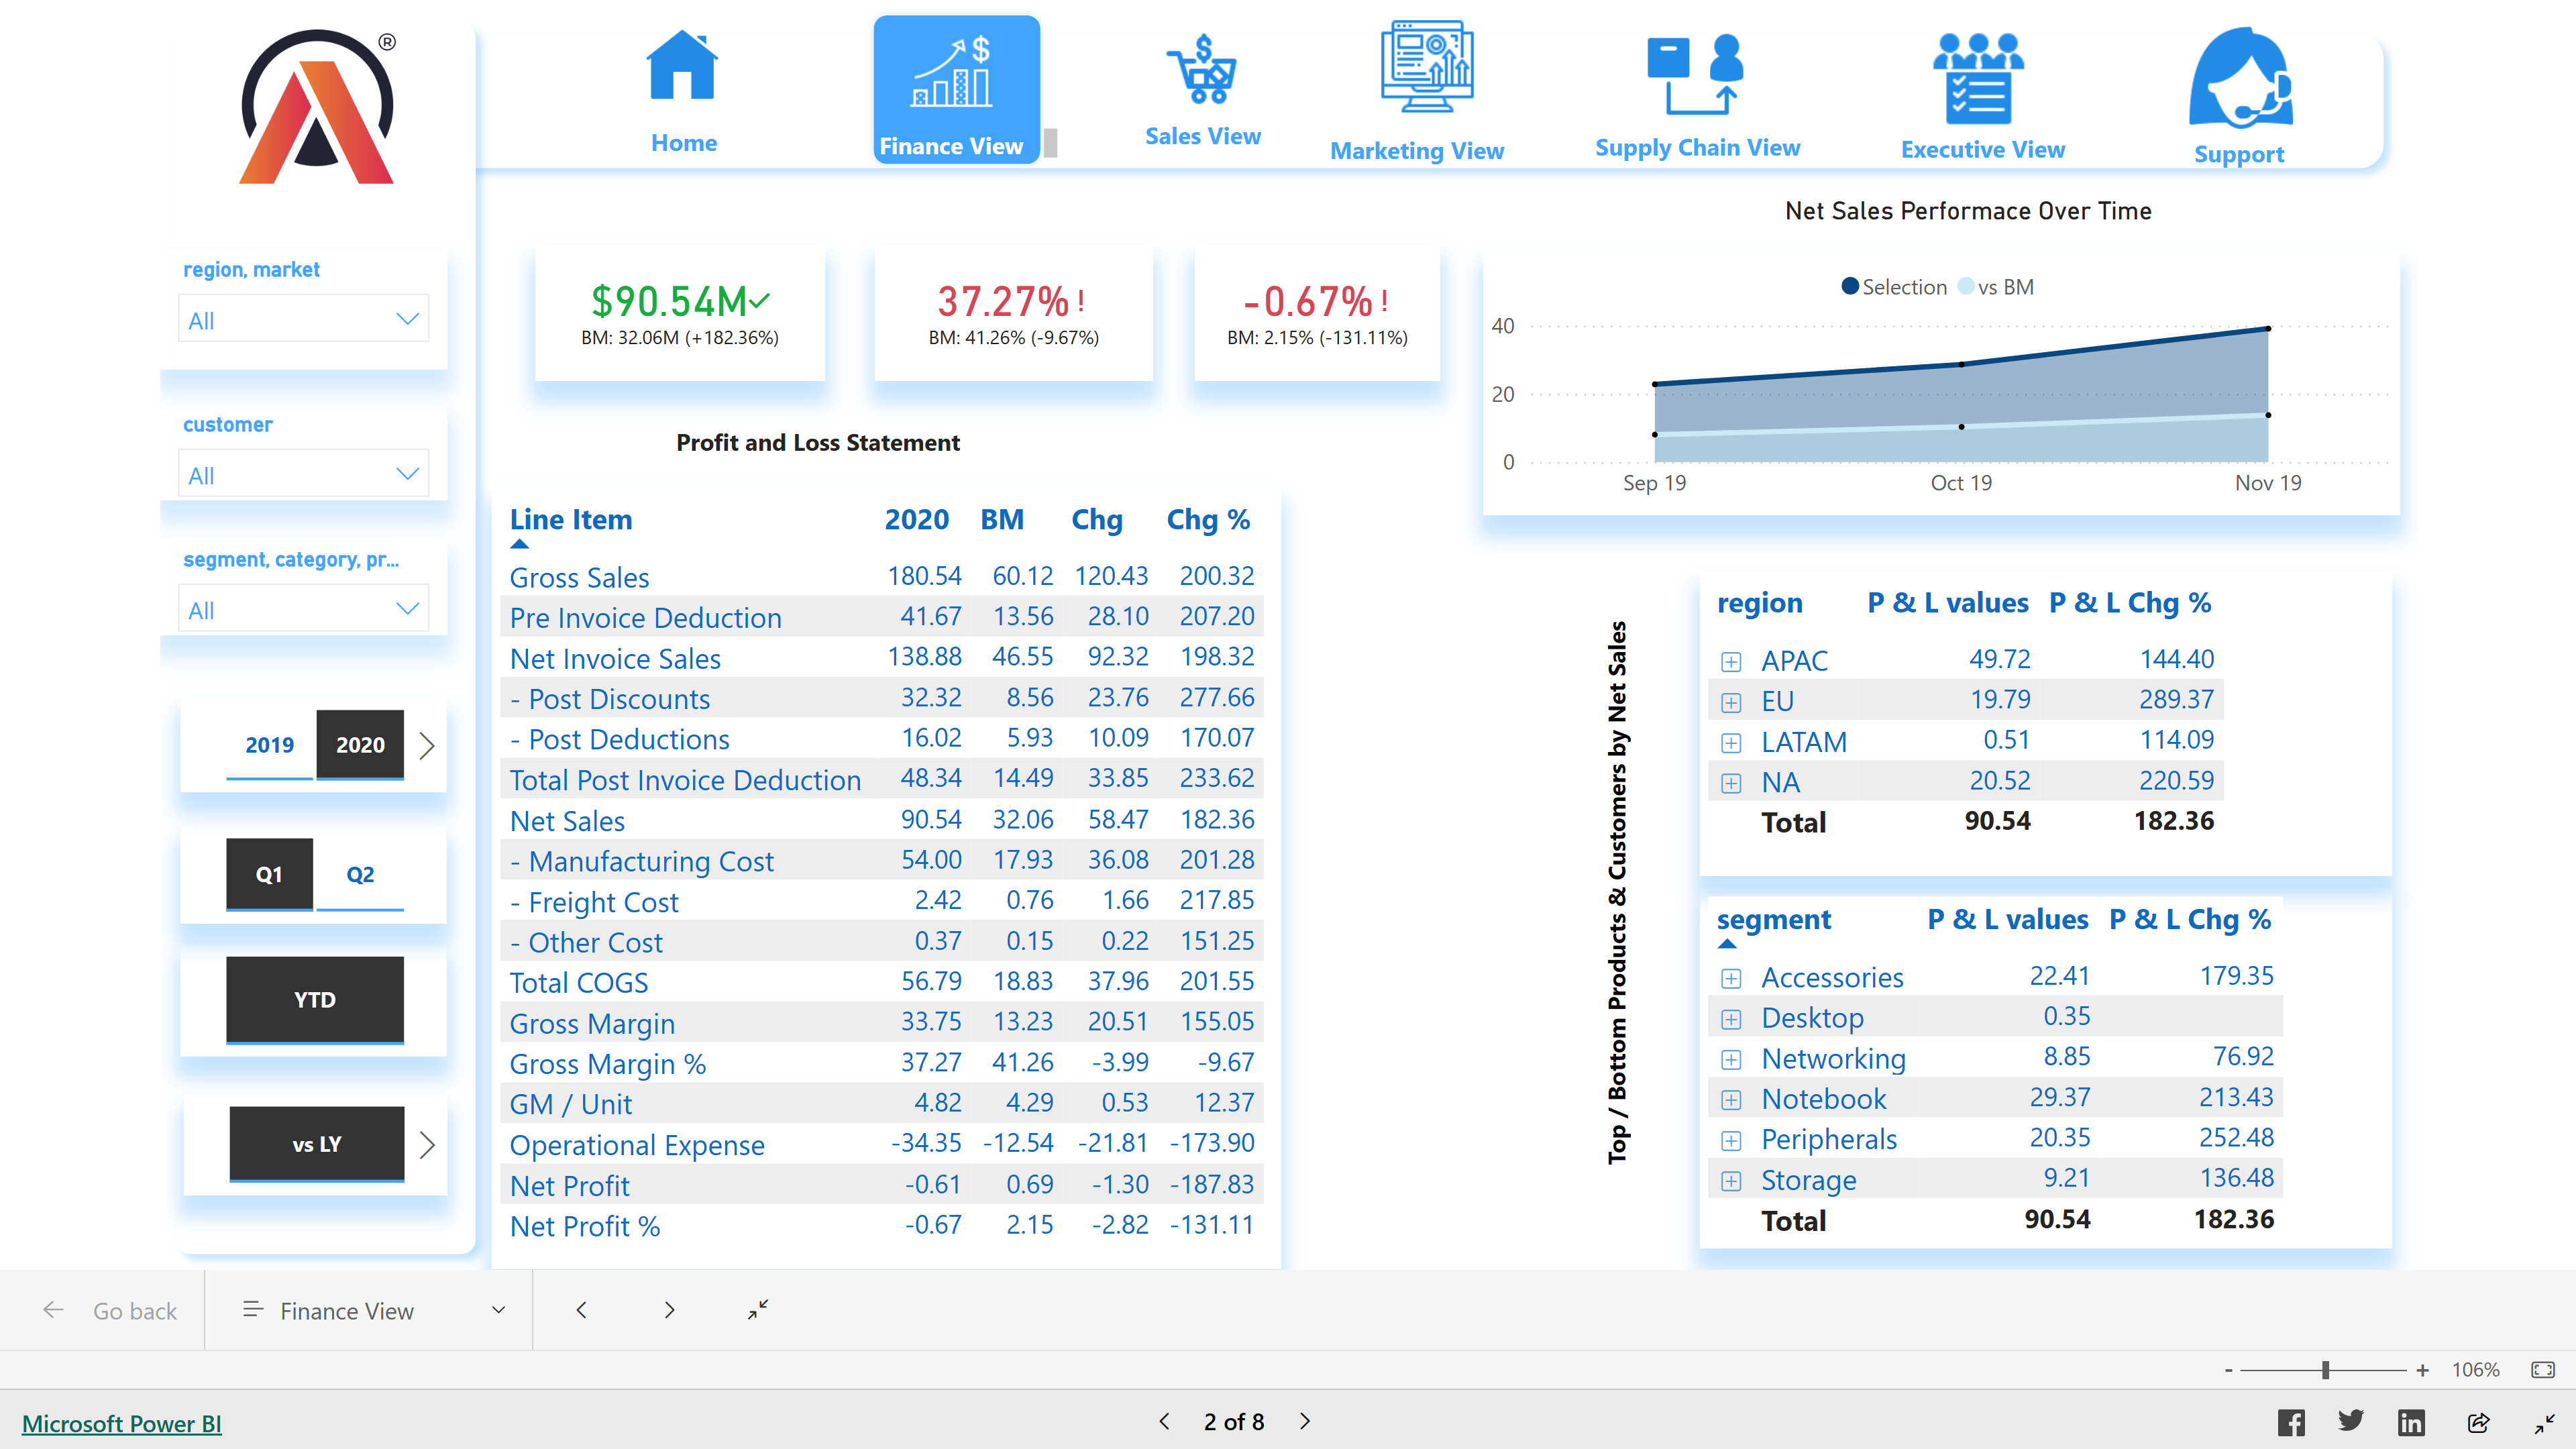 ®
Home
Finance View
Sales View
Marketing View
Supply Chain View
Executive View
Support
region, market
All
customer
All
segment, category, pr...
All
2019 2020
Q1 Q2
YTD
vs LY
$90.54M
BM: 32.06M (+182.36%)
37.27% !
BM: 41.26% (-9.67%)
-0.67% !
BM: 2.15% (-131.11%)
Net Sales Performace Over Time
Selection vs BM
40
20
0
Sep 19 Oct 19 Nov 19
Profit and Loss Statement
Line Item 2020 BM Chg Chg %
Gross Sales 180.54 60.12 120.43 200.32
Pre Invoice Deduction 41.67 13.56 28.10 207.20
Net Invoice Sales 138.88 46.55 92.32 198.32
- Post Discounts 32.32 8.56 23.76 277.66
- Post Deductions 16.02 5.93 10.09 170.07
Total Post Invoice Deduction 48.34 14.49 33.85 233.62
Net Sales 90.54 32.06 58.47 182.36
- Manufacturing Cost 54.00 17.93 36.08 201.28
- Freight Cost 2.42 0.76 1.66 217.85
- Other Cost 0.37 0.15 0.22 151.25
Total COGS 56.79 18.83 37.96 201.55
Gross Margin 33.75 13.23 20.51 155.05
Gross Margin % 37.27 41.26 -3.99 -9.67
GM / Unit 4.82 4.29 0.53 12.37
Operational Expense -34.35 -12.54 -21.81 -173.90
Net Profit -0.61 0.69 -1.30 -187.83
Net Profit % -0.67 2.15 -2.82 -131.11
Top / Bottom Products & Customers by Net Sales
region P & L values P & L Chg %
APAC 49.72 144.40
EU 19.79 289.37
LATAM 0.51 114.09
NA 20.52 220.59
Total 90.54 182.36
segment P & L values P & L Chg %
Accessories 22.41 179.35
Desktop 0.35
Networking 8.85 76.92
Notebook 29.37 213.43
Peripherals 20.35 252.48
Storage 9.21 136.48
Total 90.54 182.36
Go back
Finance View
- + 106%
Microsoft Power BI
2 of 8